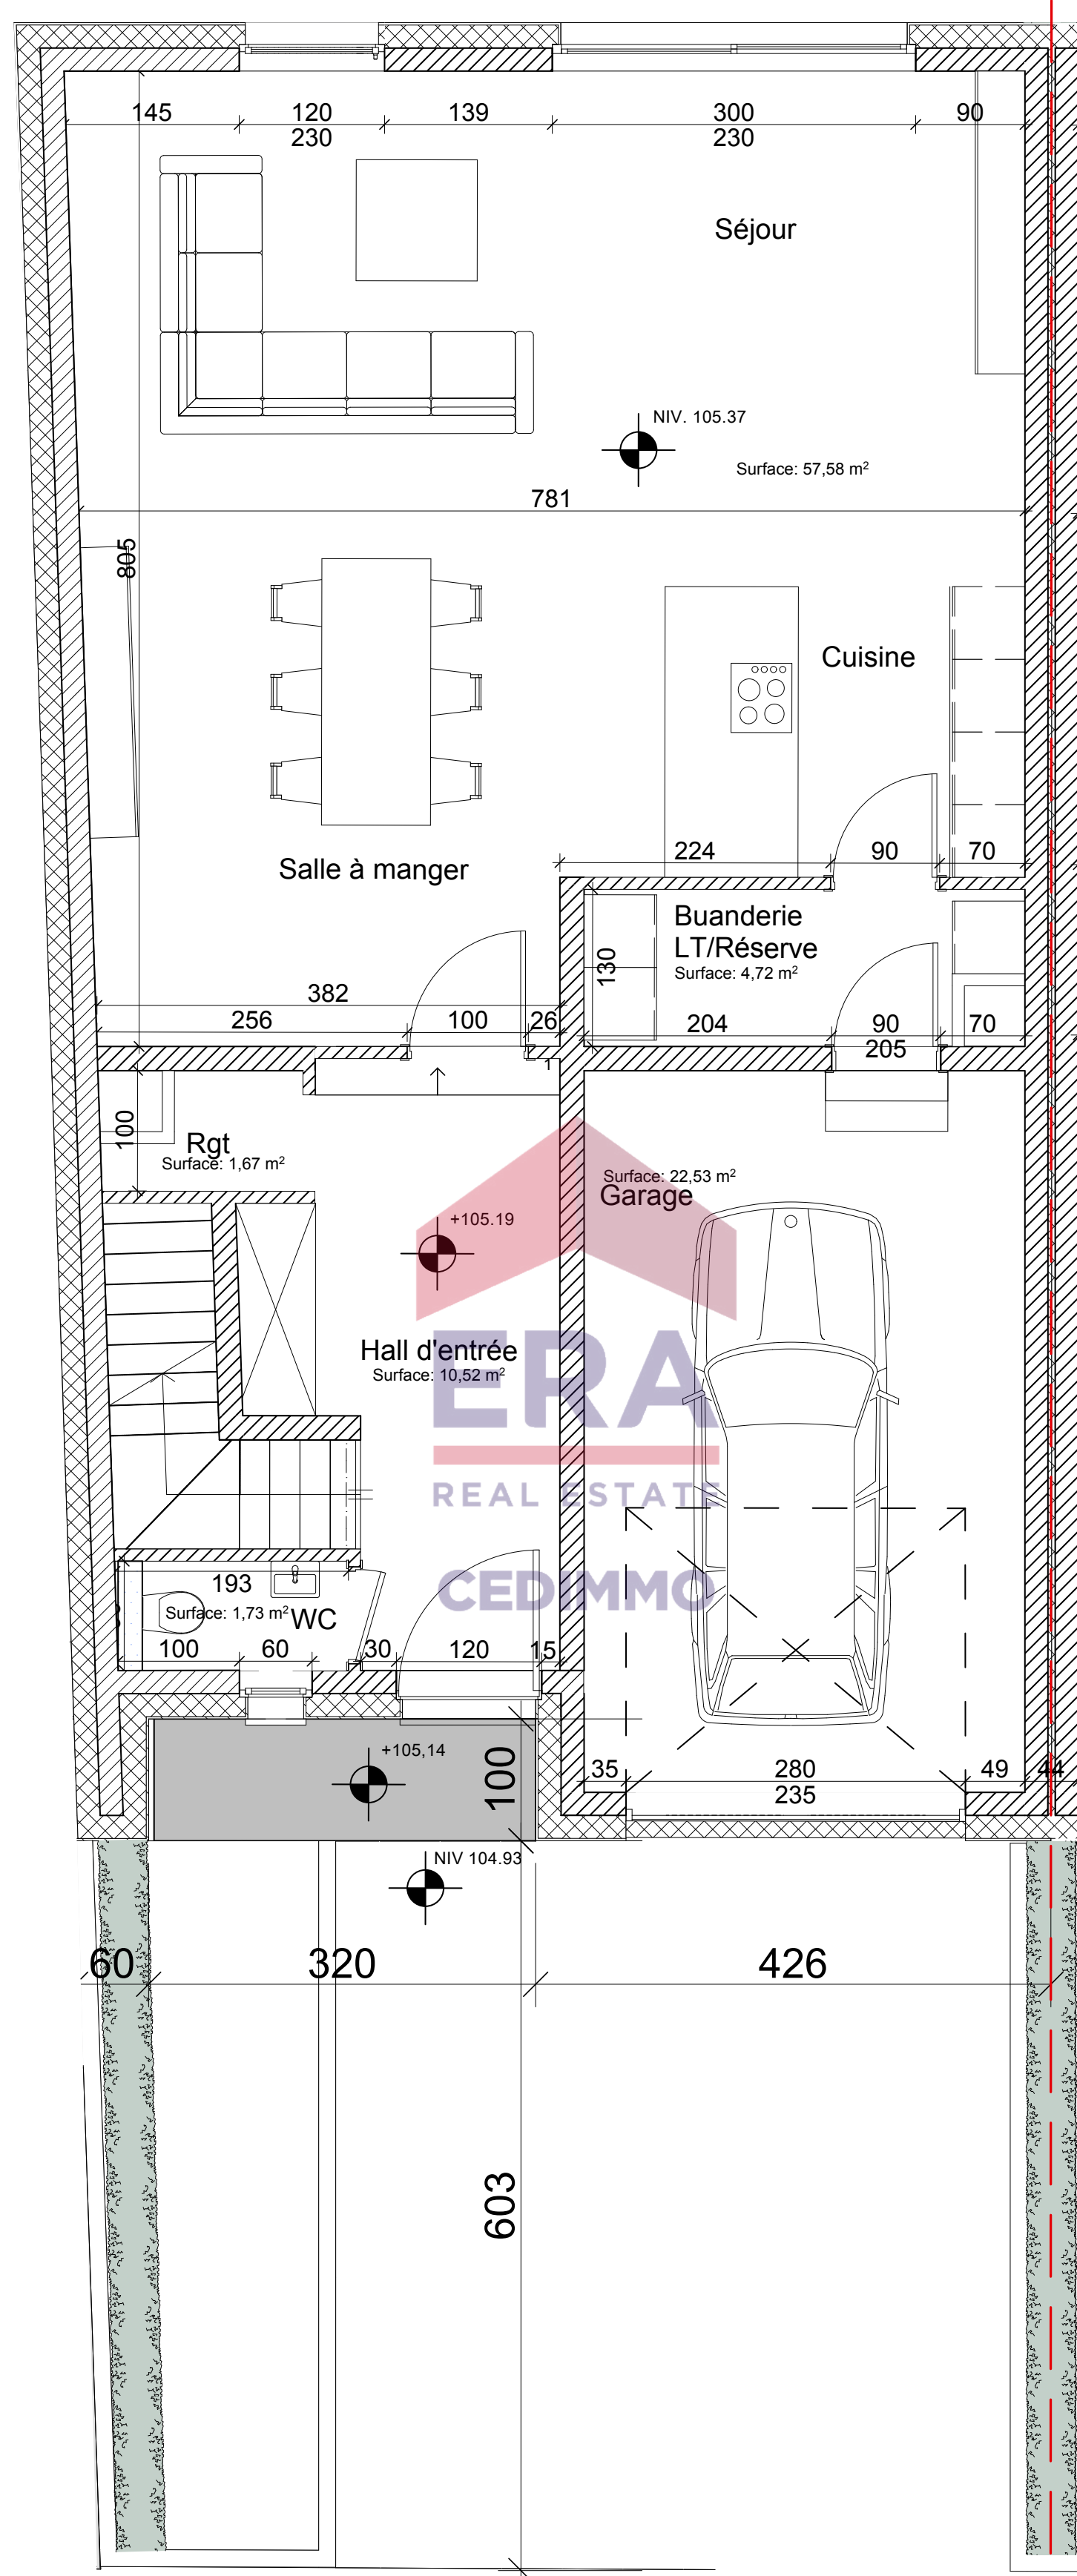 145 120 139 300 90
230 230
Séjour
NIV. 105.37
Surface: 57,58 m²
781
805
Cuisine
224 90 70
Salle à manger
Buanderie
LT/Réserve
Surface: 4,72 m²
130
382
256 100 26 204 90 70
205
1
100
Rgt
Surface: 1,67 m²
Surface: 22,53 m²
Garage
+105.19
Hall d'entrée
Surface: 10,52 m²
ERA
REAL ESTATE
CEDIMMO
193
Surface: 1,73 m² WC
100 60 30 120 15
+105,14
100
35 280 49 44
235
NIV 104.93
60 320 426
603